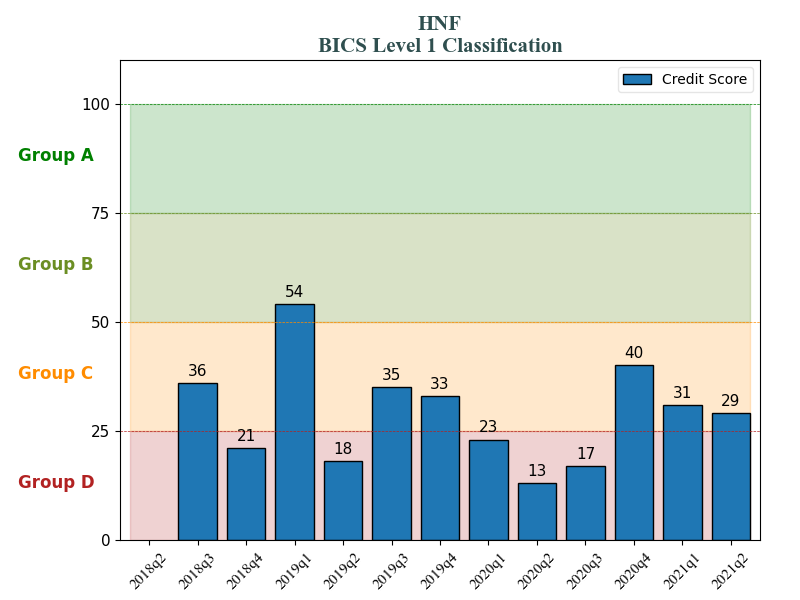 HNF
BICS Level 1 Classification
Credit Score
100
Group A
75
Group B
50
Group C
25
Group D
0
54
36
21
18
35
33
23
13
17
40
31
29
2018q2
2018q3
2018q4
2019q1
2019q2
2019q3
2019q4
2020q1
2020q2
2020q3
2020q4
2021q1
2021q2